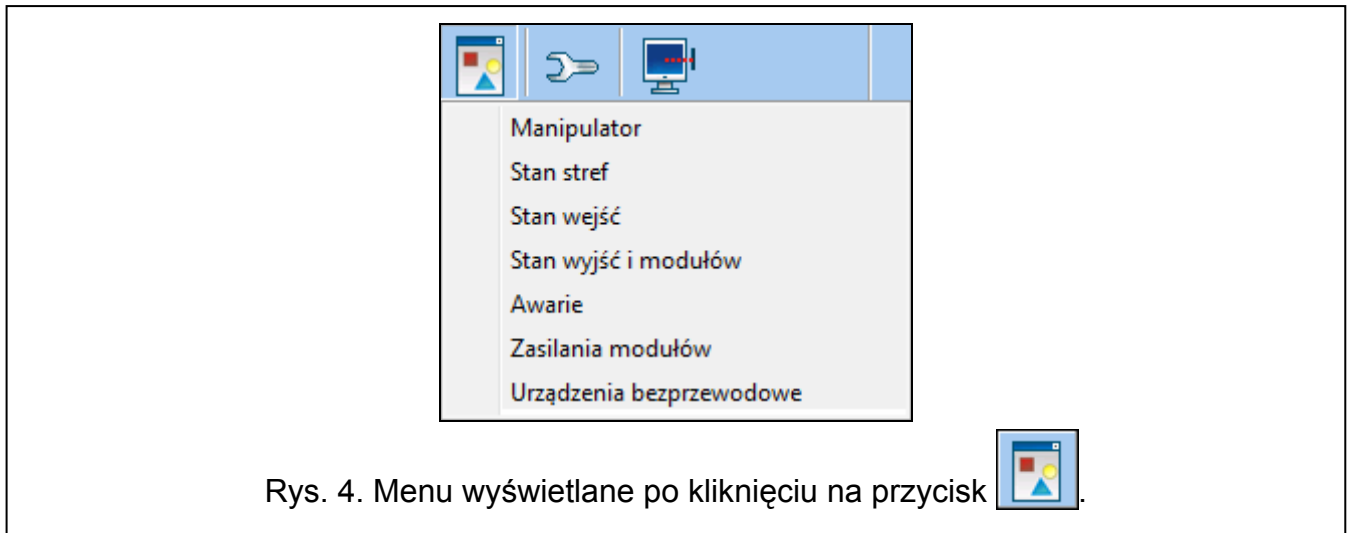 Manipulator
Stan stref
Stan wejść
Stan wyjść i modułów
Awarie
Zasilania modułów
Urządzenia bezprzewodowe
Rys. 4. Menu wyświetlane po kliknięciu na przycisk .